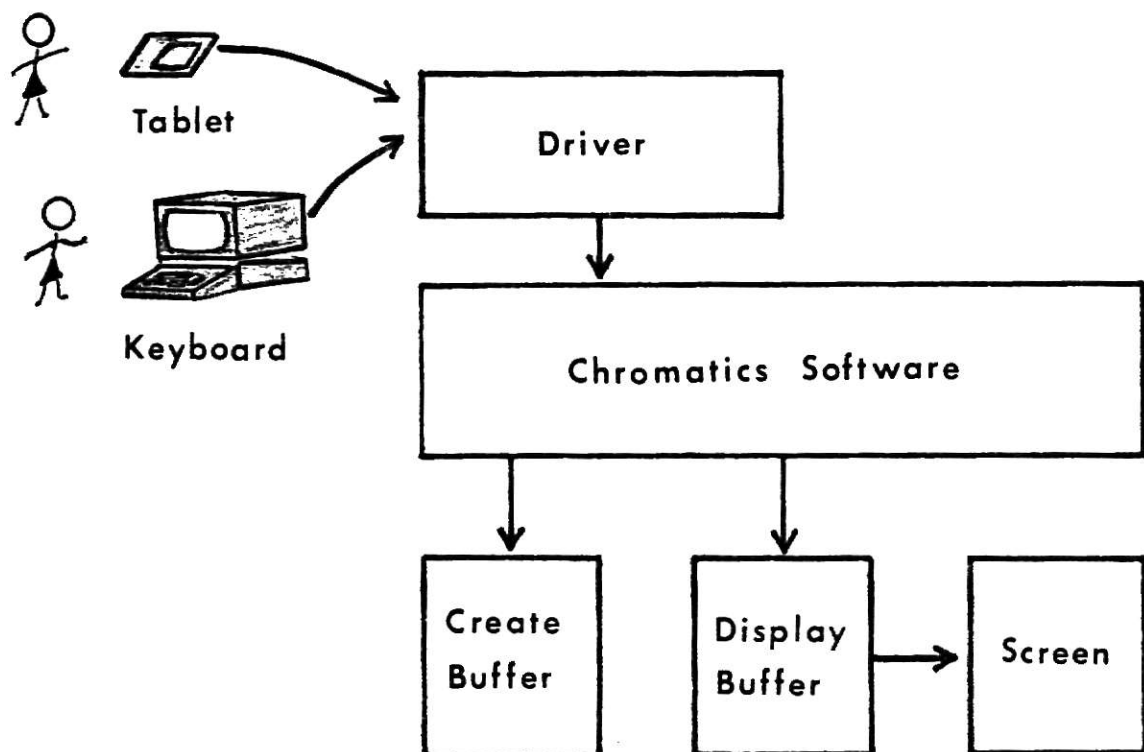 Tablet
Driver
Keyboard
Chromatics Software
Create
Buffer
Display
Buffer
Screen